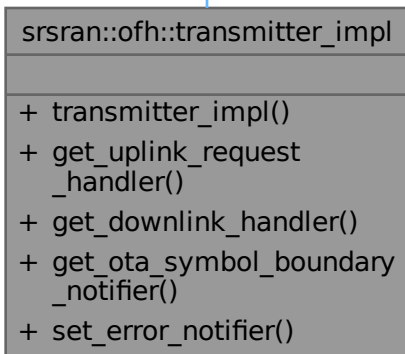 srsran::ofh::transmitter_impl
+ transmitter_impl()
+ get_uplink_request
_handler()
+ get_downlink_handler()
+ get_ota_symbol_boundary
_notifier()
+ set_error_notifier()